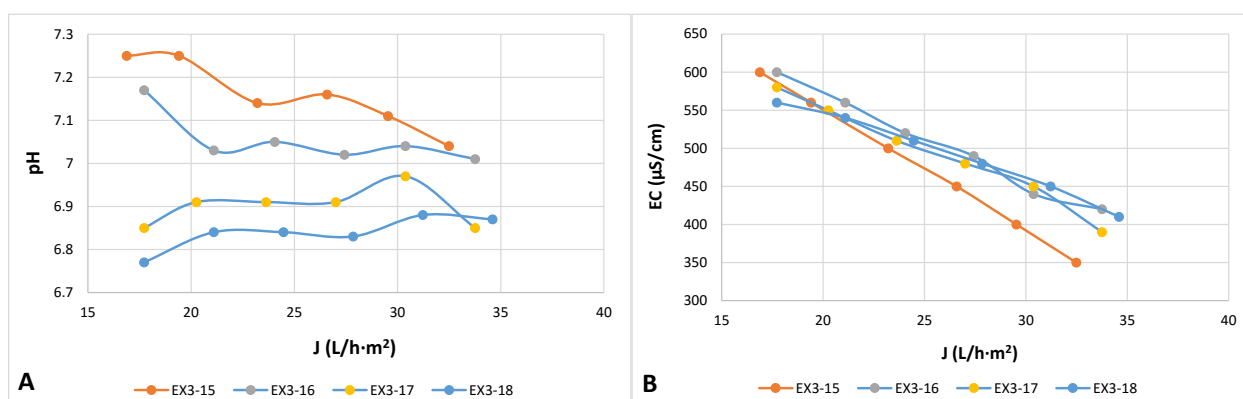 7.3
7.2
7.1
7
6.9
6.8
6.7
pH
15 20 25 30 35 40
J (L/h·m²)
A
EX3-15 EX3-16 EX3-17 EX3-18
650
600
550
500
450
400
350
300
EC (µS/cm)
15 20 25 30 35 40
J (L/h·m²)
B
EX3-15 EX3-16 EX3-17 EX3-18